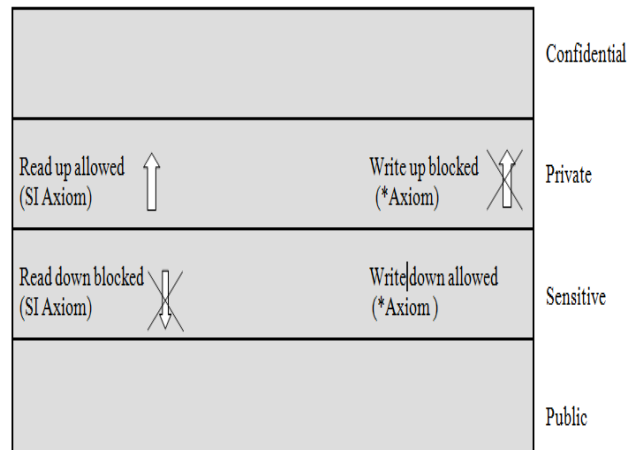 Confidential
Read up allowed
(SI Axiom)
Write up blocked
(*Axiom)
Private
Read down blocked
(SI Axiom)
Write down allowed
(*Axiom )
Sensitive
Public